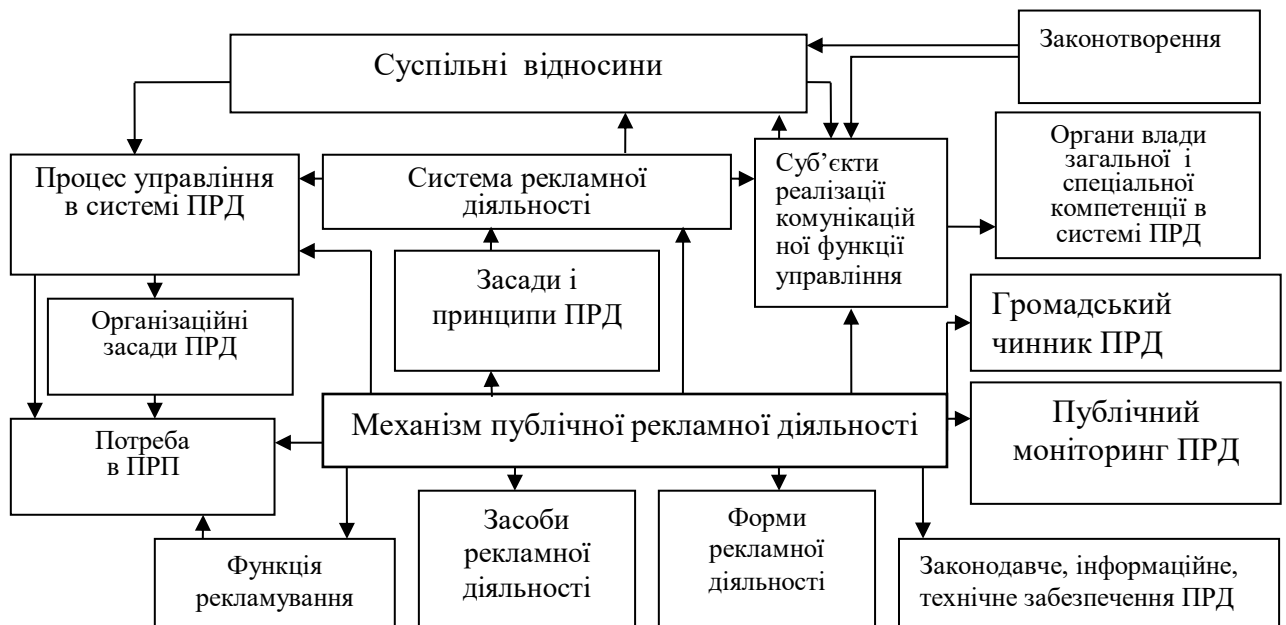 Суспільні відносини
Законотворення
Процес управління
в системі ПРД
Система рекламної
діяльності
Суб’єкти
реалізації
комунікацій
ної функції
управління
Органи влади
загальної і
спеціальної
компетенції в
системі ПРД
Засади і
принципи ПРД
Організаційні
засади ПРД
Громадський
чинник ПРД
Механізм публічної рекламної діяльності
Потреба
в ПРП
Публічний
моніторинг ПРД
Функція
рекламування
Засоби
рекламної
діяльності
Форми
рекламної
діяльності
Законодавче, інформаційне,
технічне забезпечення ПРД